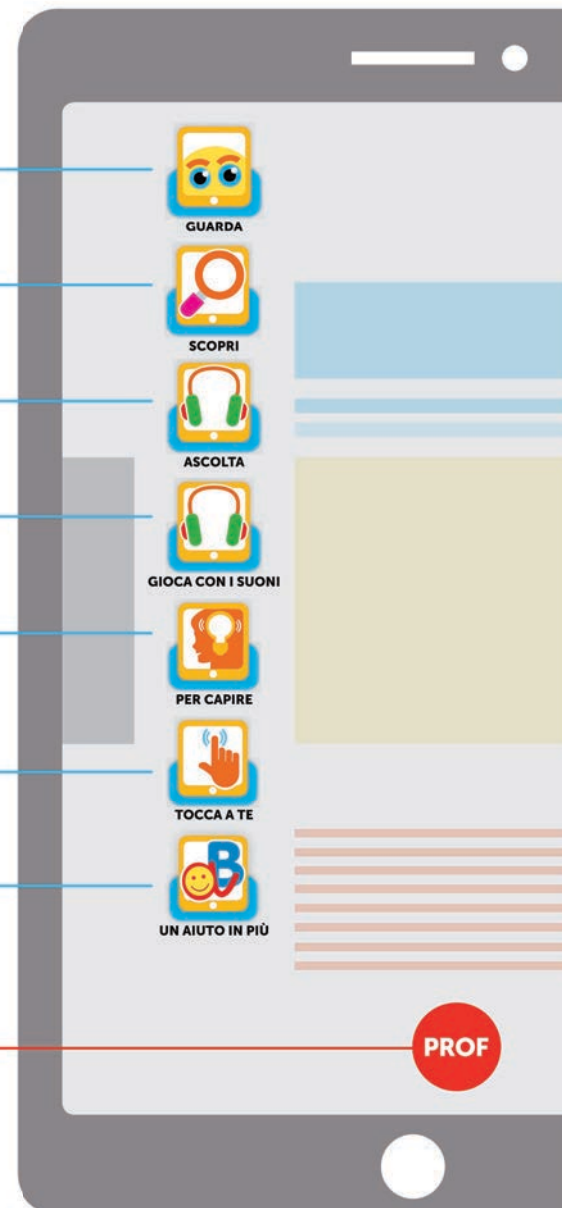 GUARDA
SCOPRI
ASCOLTA
GIOCA CON I SUONI
PER CAPIRE
TOCCA A TE
B
UN AIUTO IN PIÙ
PROF